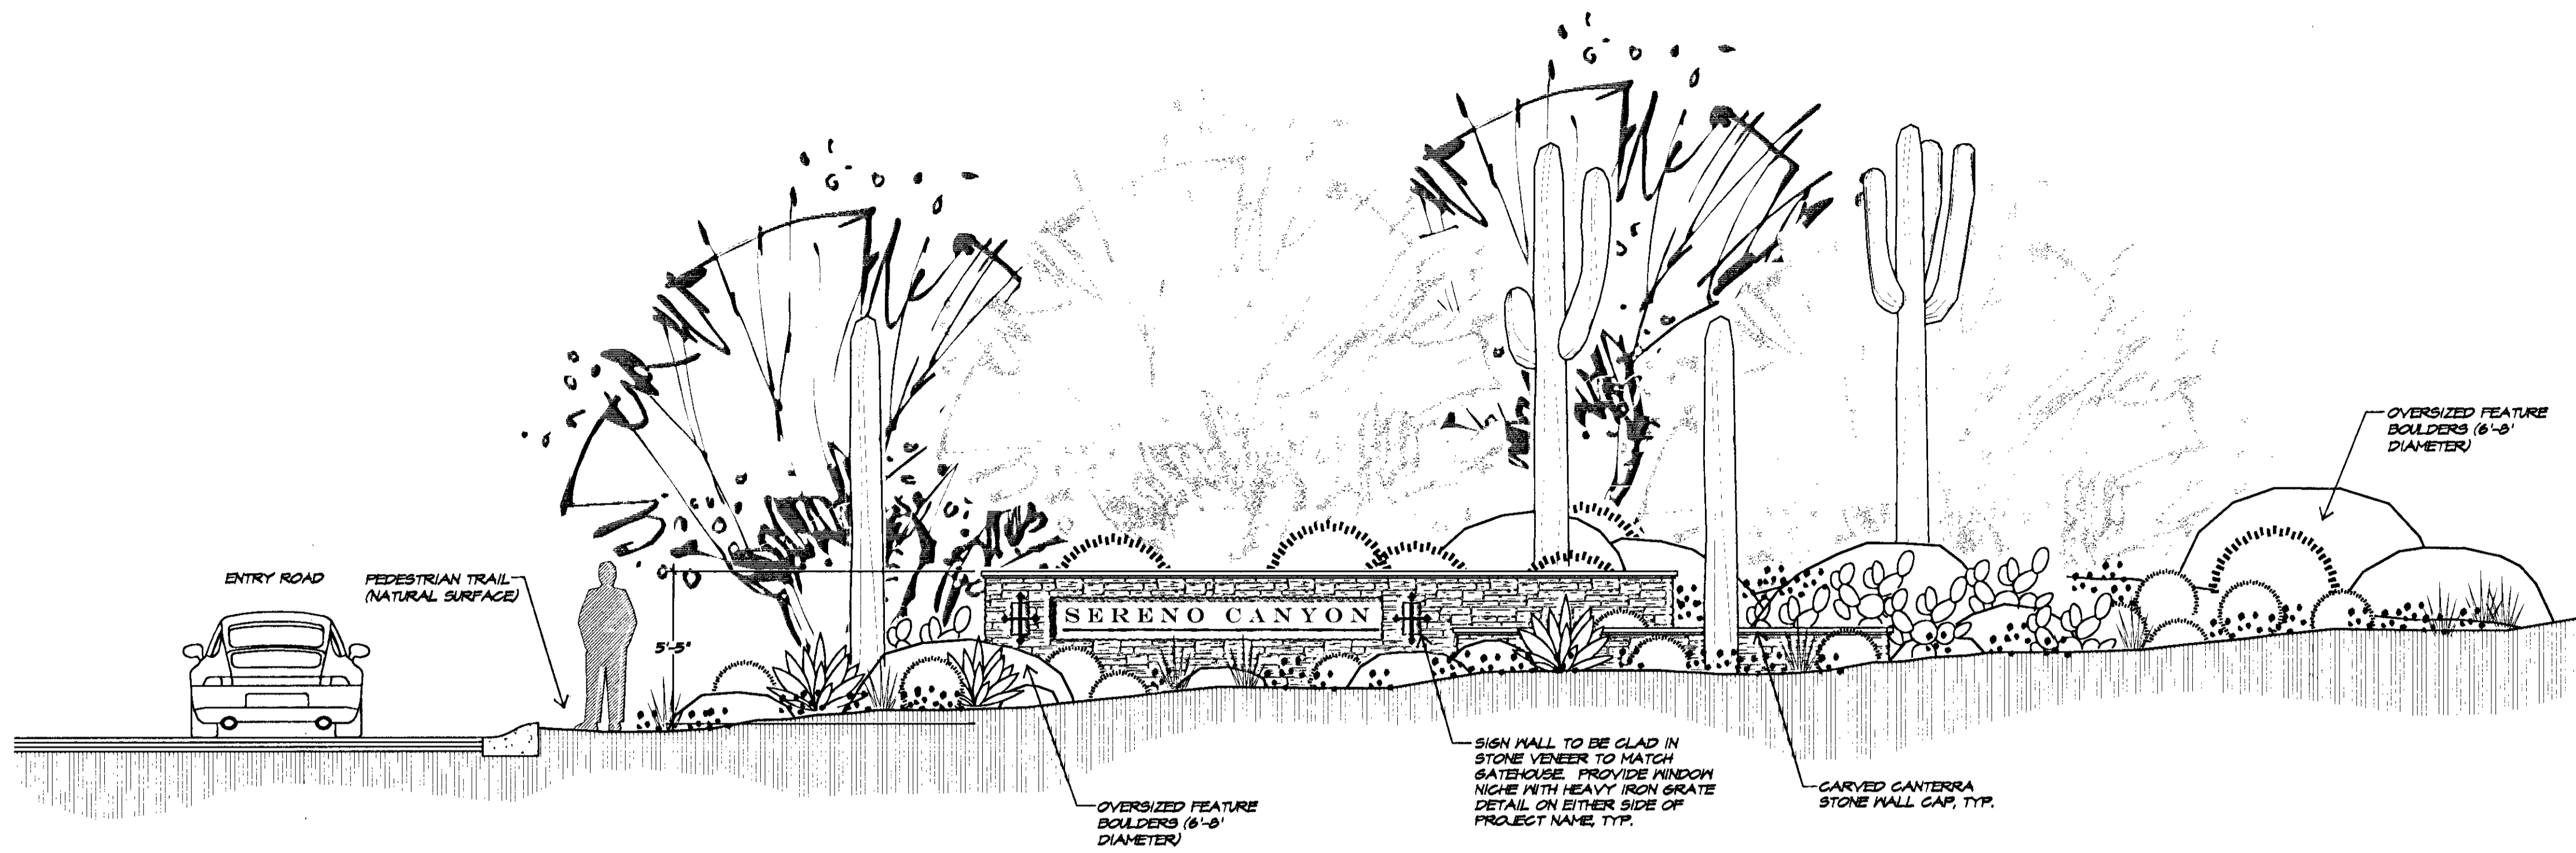 OVERSIZED FEATURE
BOULDERS (6'-8'
DIAMETER)
ENTRY ROAD
PEDESTRIAN TRAIL
(NATURAL SURFACE)
SERENO CANYON
5'-5"
SIGN WALL TO BE CLAD IN
STONE VENEER TO MATCH
GATEHOUSE. PROVIDE WINDOW
NICHE WITH HEAVY IRON GRATE
DETAIL ON EITHER SIDE OF
PROJECT NAME, TYP.
CARVED CANTERRA
STONE WALL CAP, TYP.
OVERSIZED FEATURE
BOULDERS (6'-8'
DIAMETER)